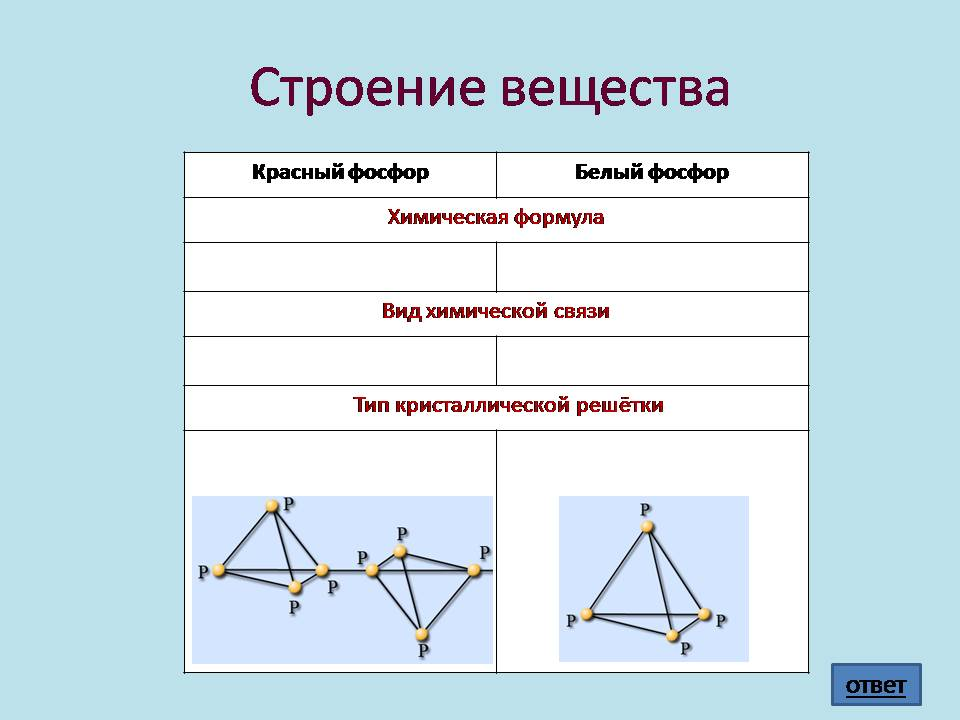 Строение вещества
Красный фосфор
Белый фосфор
Химическая формула
Вид химической связи
Тип кристаллической решётки
P
P
P
P
P
P
P
P
P
P
P
P
ответ